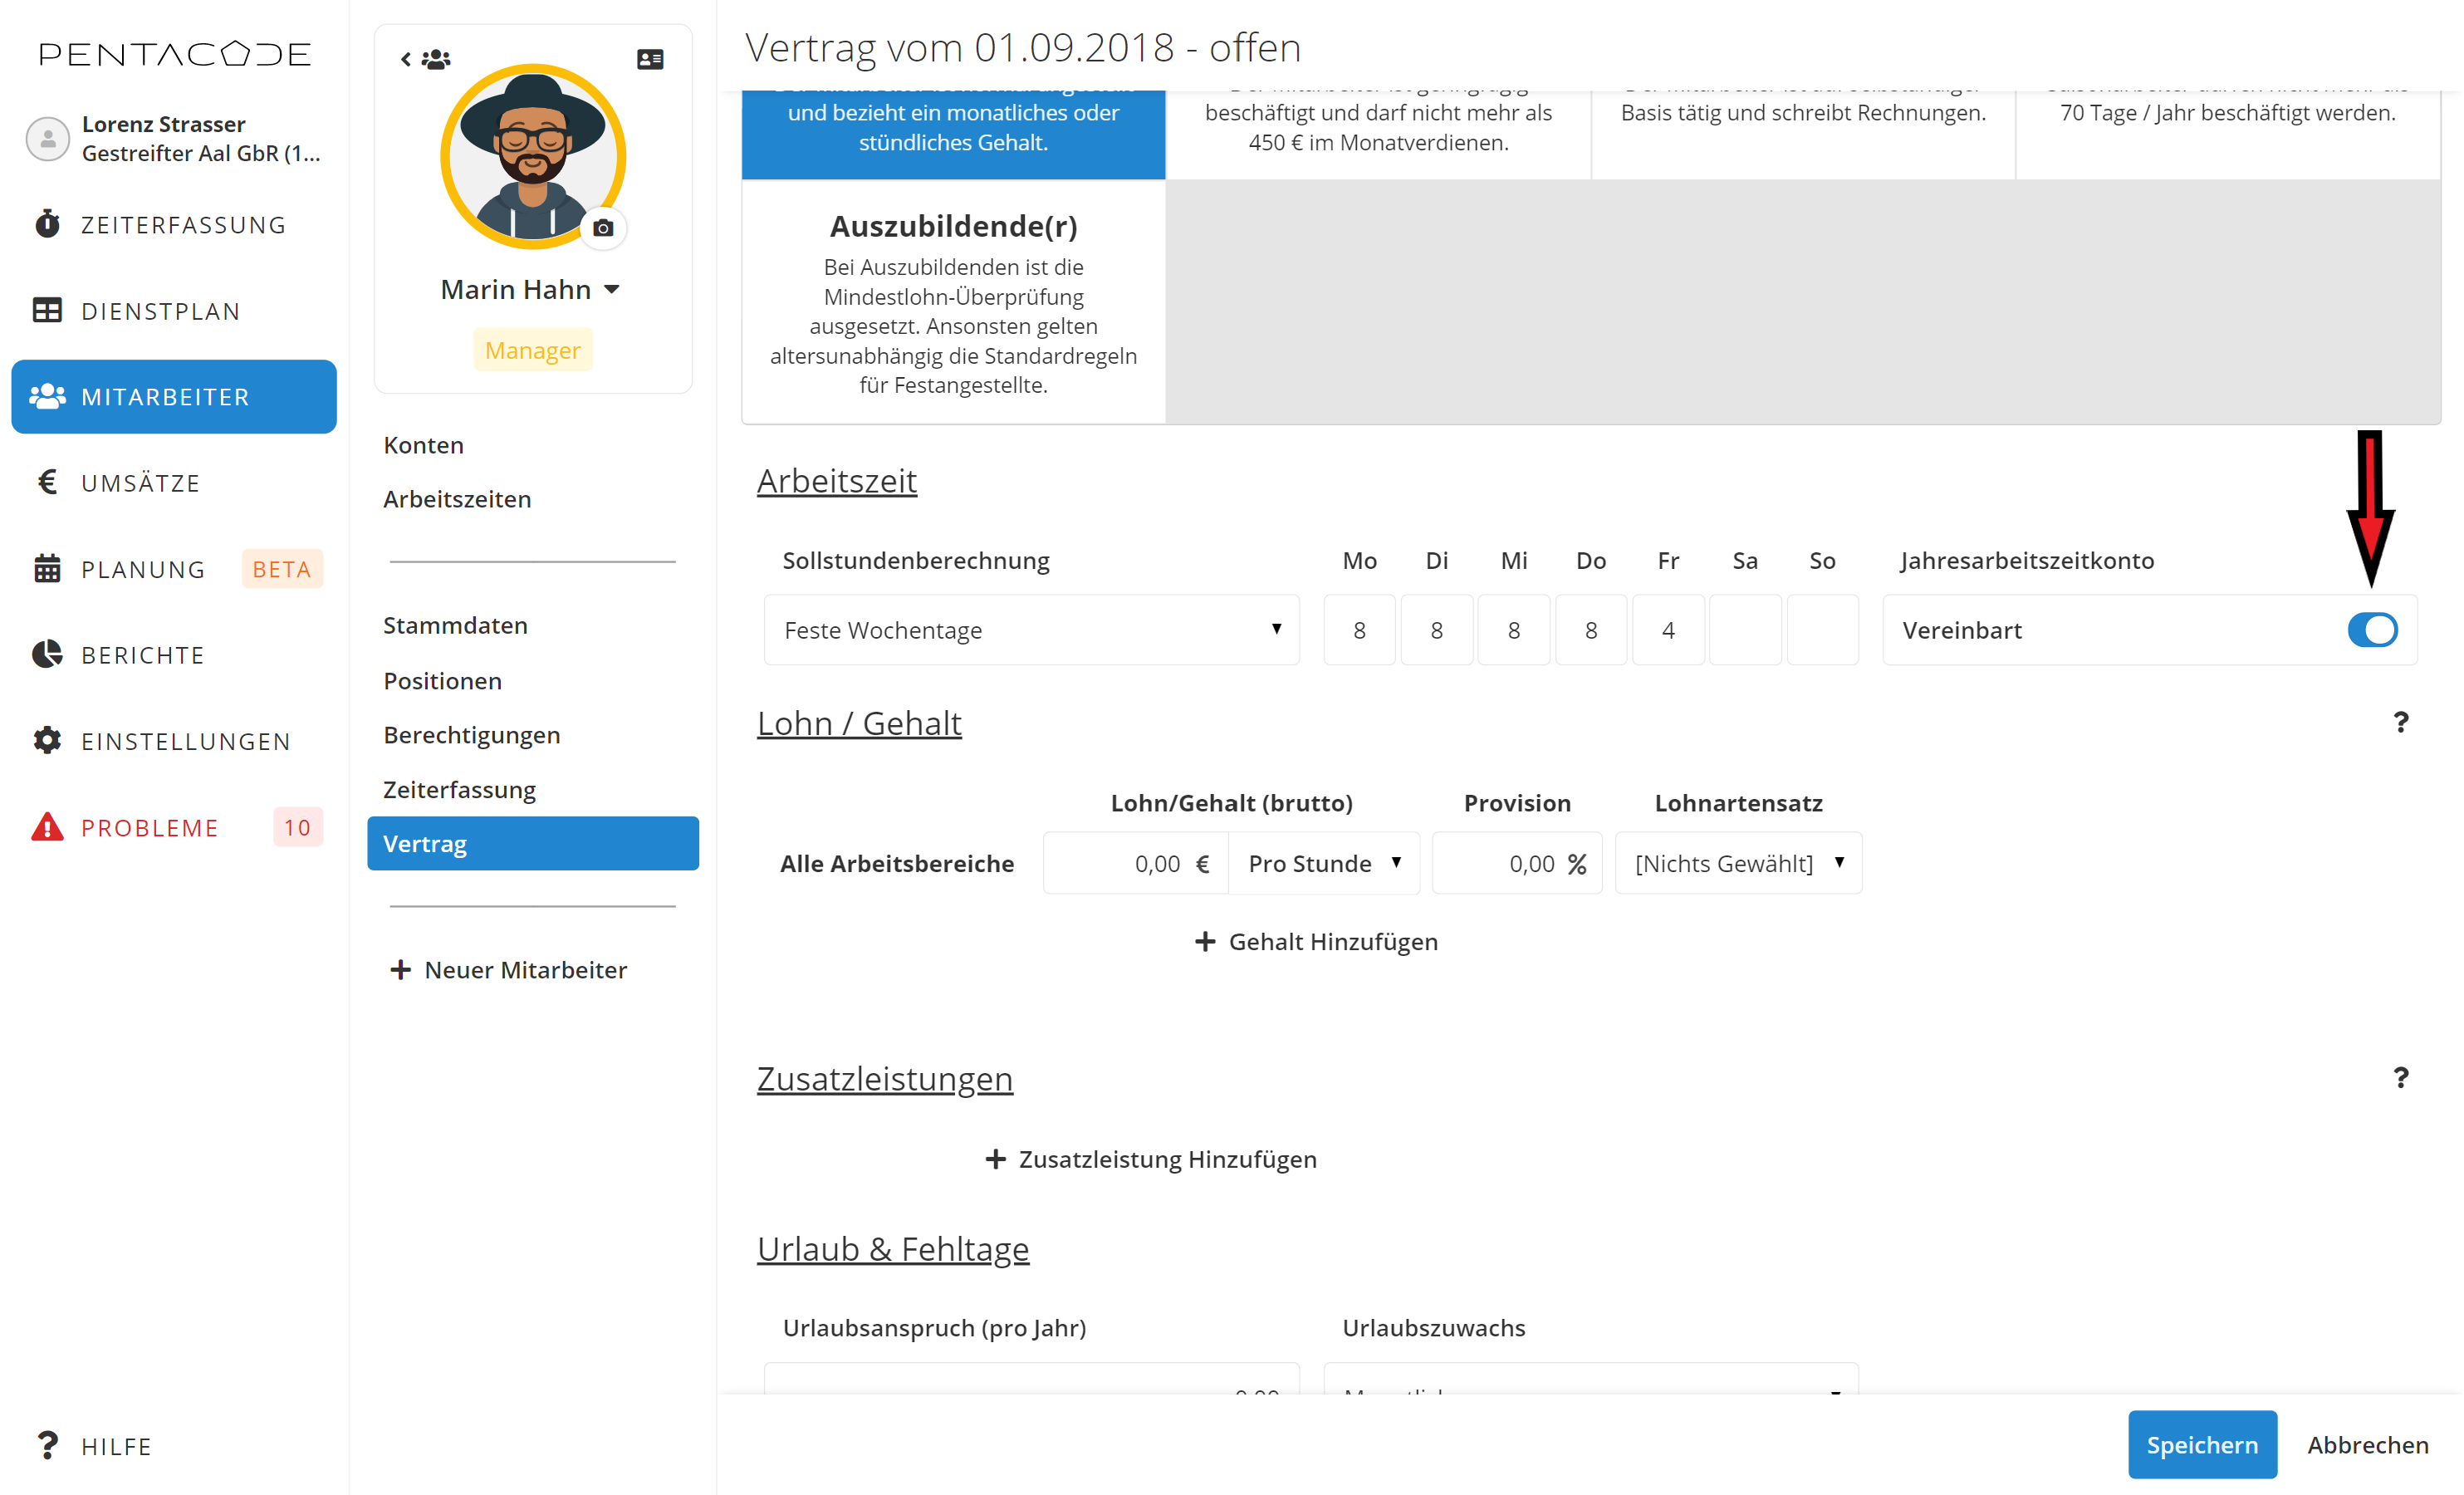 PENTACODE
Lorenz Strasser
Gestreifter Aal GbR (1...
ZEITERFASSUNG
DIENSTPLAN
MITARBEITER
UMSÄTZE
PLANUNG BETA
BERICHTE
EINSTELLUNGEN
PROBLEME 10
? HILFE
Marin Hahn
Manager
Konten
Arbeitszeiten
Stammdaten
Positionen
Berechtigungen
Zeiterfassung
Vertrag
+ Neuer Mitarbeiter
Vertrag vom 01.09.2018 - offen
und bezieht ein monatliches oder
stündliches Gehalt.
beschäftigt und darf nicht mehr als
450 € im Monatverdienen.
Basis tätig und schreibt Rechnungen.
70 Tage / Jahr beschäftigt werden.
Auszubildende(r)
Bei Auszubildenden ist die
Mindestlohn-Überprüfung
ausgesetzt. Ansonsten gelten
altersunabhängig die Standardregeln
für Festangestellte.
Arbeitszeit
Sollstundenberechnung Mo Di Mi Do Fr Sa So Jahresarbeitszeitkonto
Feste Wochentage 8 8 8 8 4 Vereinbart
Lohn / Gehalt ?
Lohn/Gehalt (brutto) Provision Lohnartensatz
Alle Arbeitsbereiche 0,00 € Pro Stunde 0,00 % [Nichts Gewählt]
+ Gehalt Hinzufügen
Zusatzleistungen ?
+ Zusatzleistung Hinzufügen
Urlaub & Fehltage
Urlaubsanspruch (pro Jahr) Urlaubszuwachs
Speichern Abbrechen